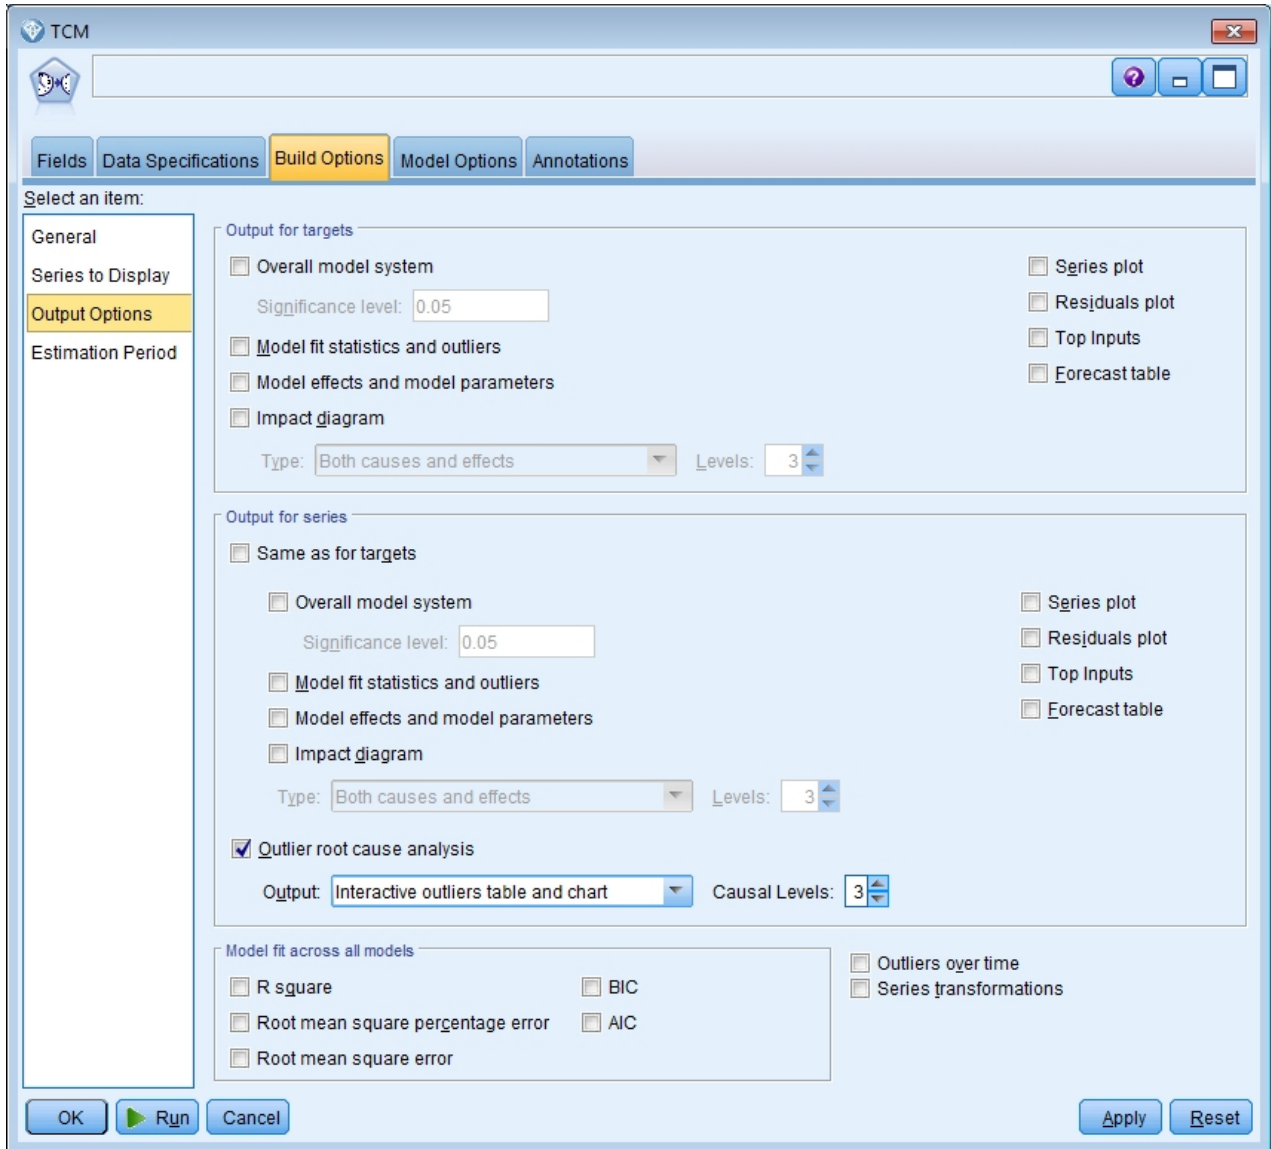 TCM
Fields Data Specifications Build Options Model Options Annotations
Select an item:
General
Series to Display
Output Options
Estimation Period
Output for targets
Overall model system
Series plot
Significance level: 0.05
Residuals plot
Model fit statistics and outliers
Top Inputs
Model effects and model parameters
Forecast table
Impact diagram
Type: Both causes and effects Levels: 3
Output for series
Same as for targets
Overall model system
Series plot
Significance level: 0.05
Residuals plot
Model fit statistics and outliers
Top Inputs
Model effects and model parameters
Forecast table
Impact diagram
Type: Both causes and effects Levels: 3
Outlier root cause analysis
Output: Interactive outliers table and chart Causal Levels: 3
Model fit across all models
R square BIC
Root mean square percentage error AIC
Root mean square error
Outliers over time
Series transformations
OK Run Cancel Apply Reset